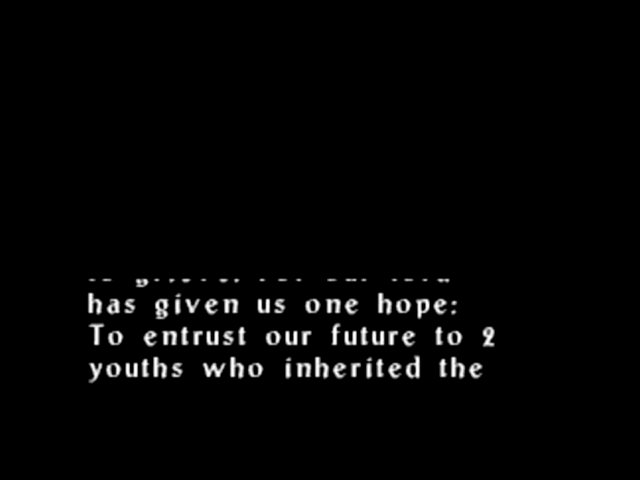 has given us one hope:
To entrust our future to 2
youths who inherited the